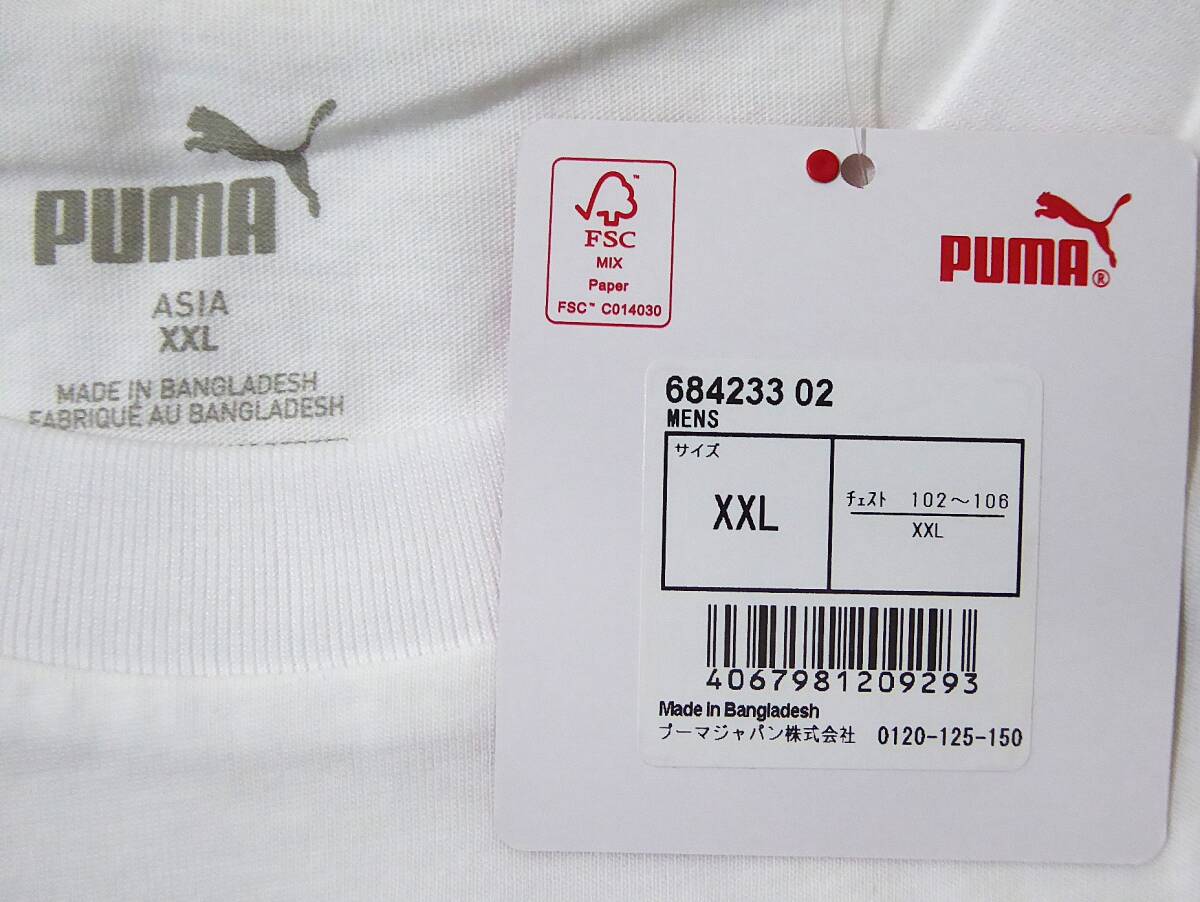 PUMA
ASIA
XXL
MADE IN BANGLADESH
FABRIQUÉ AU BANGLADESH
FSC™
MIX
Paper
FSC™ C014030
PUMA®
684233 02
MENS
サイズ
XXL
ﾁｪｽﾄ 102～106
XXL
4067981209293
Made in Bangladesh
プーマジャパン株式会社 0120-125-150